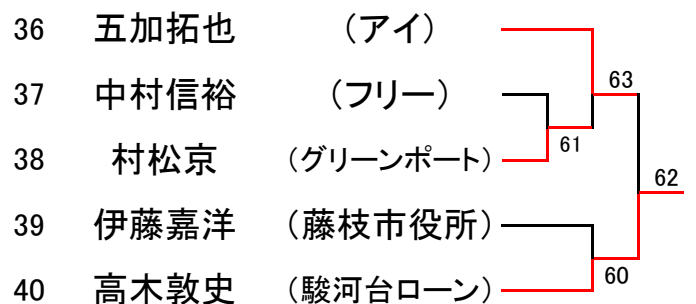 36 五加拓也 （アイ）
63
37 中村信裕 （フリー）
61
38 村松京 （グリーンポート）
62
39 伊藤嘉洋 （藤枝市役所）
60
40 高木敦史 （駿河台ローン）